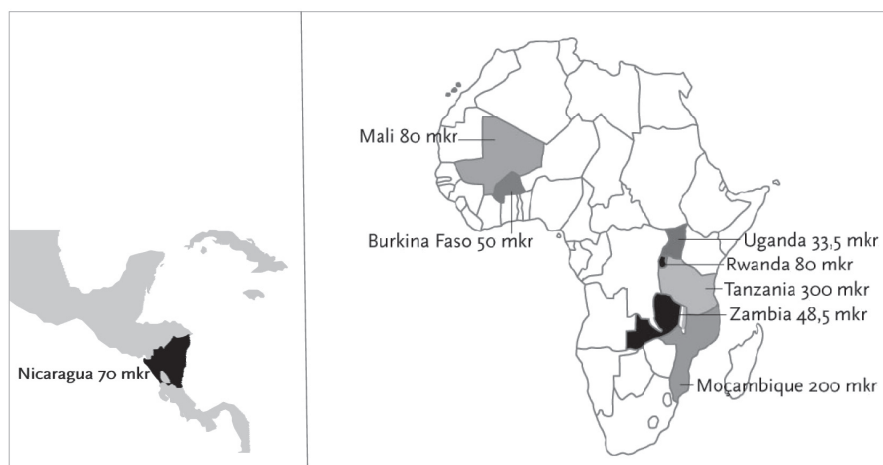 Nicaragua 70 mkr
Mali 80 mkr
Burkina Faso 50 mkr
Uganda 33,5 mkr
Rwanda 80 mkr
Tanzania 300 mkr
Zambia 48,5 mkr
Moçambique 200 mkr